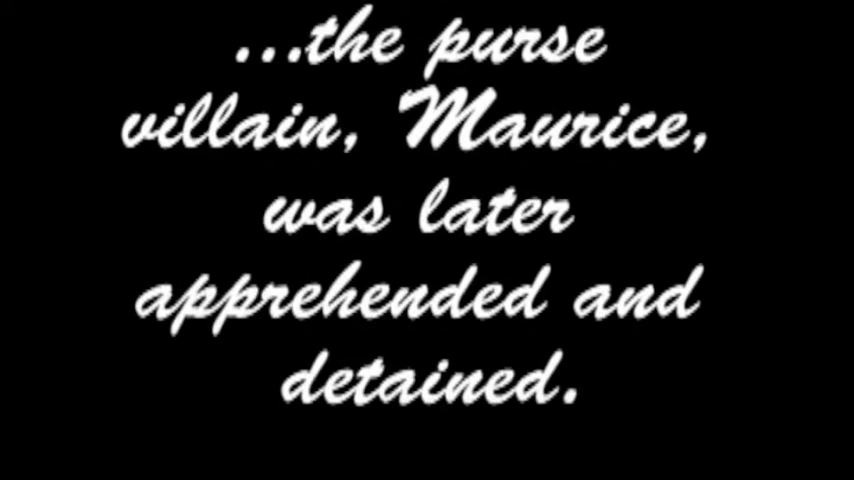 ...the purse
villain, Maurice,
was later
apprehended and
detained.